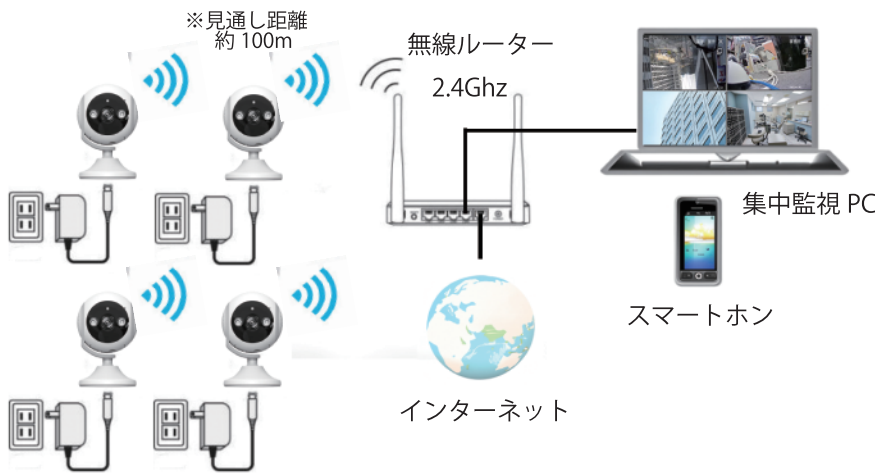 ※見通し距離
約 100m
無線ルーター
2.4Ghz
集中監視 PC
スマートホン
インターネット